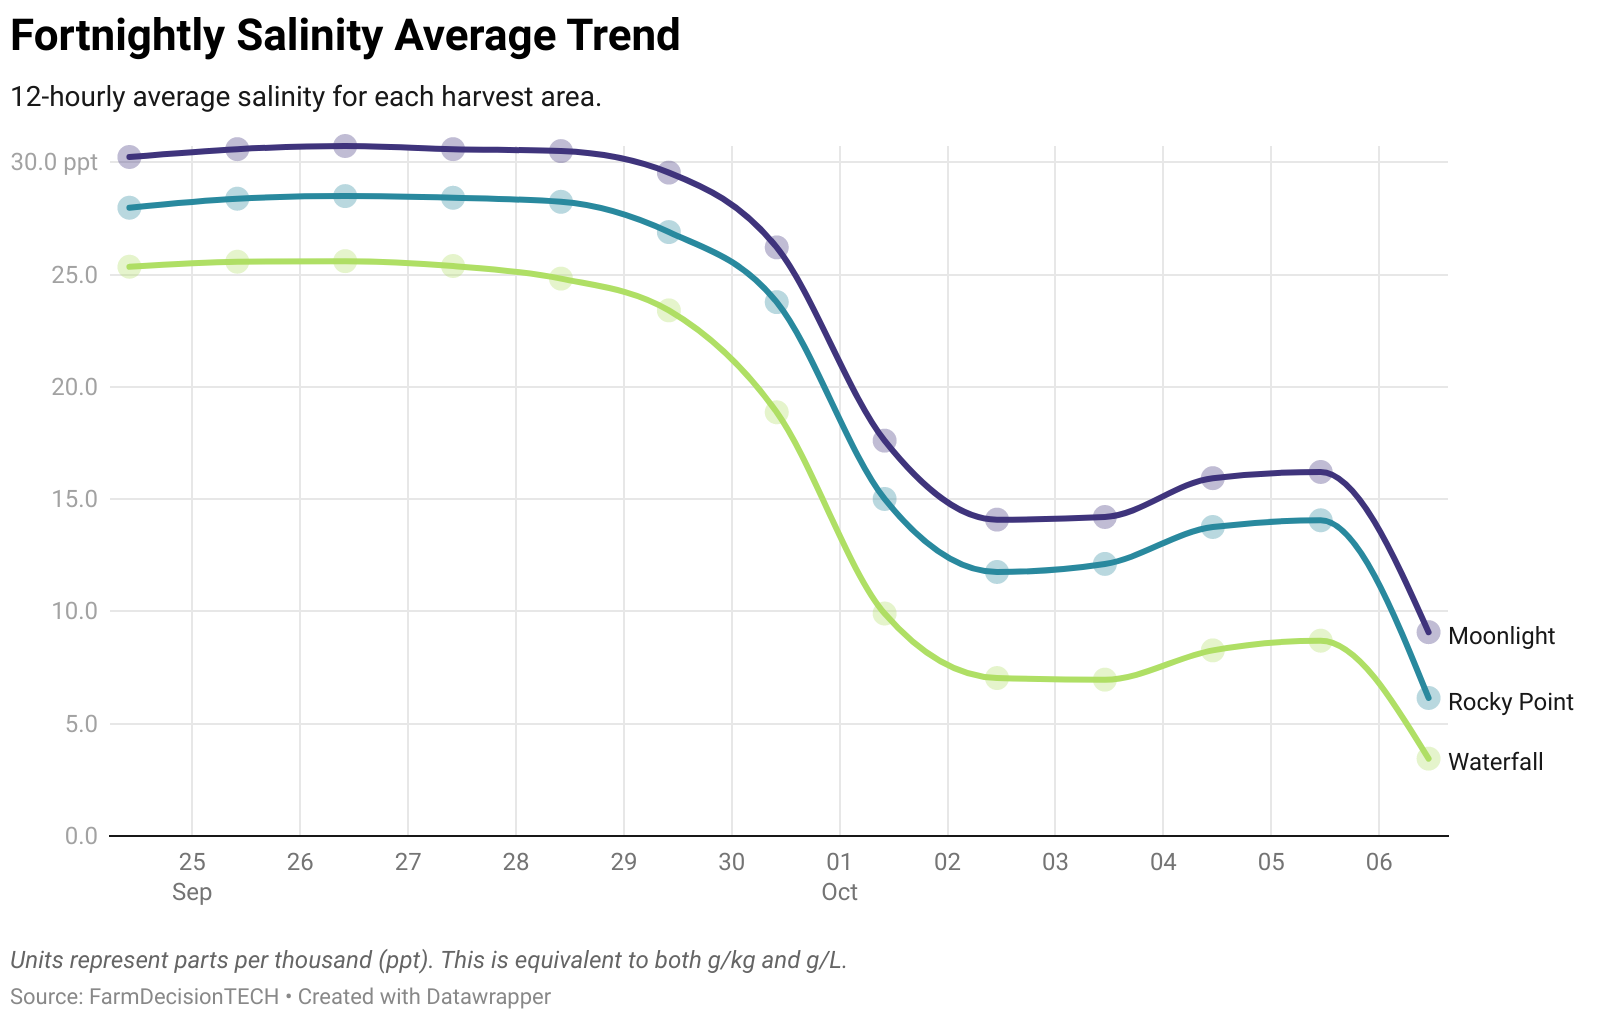 Fortnightly Salinity Average Trend
12-hourly average salinity for each harvest area.
30.0 ppt
25.0
20.0
15.0
10.0
5.0
0.0
Moonlight
Rocky Point
Waterfall
25 26 27 28 29 30 01 02 03 04 05 06
Sep Oct
Units represent parts per thousand (ppt). This is equivalent to both g/kg and g/L.
Source: FarmDecisionTECH • Created with Datawrapper